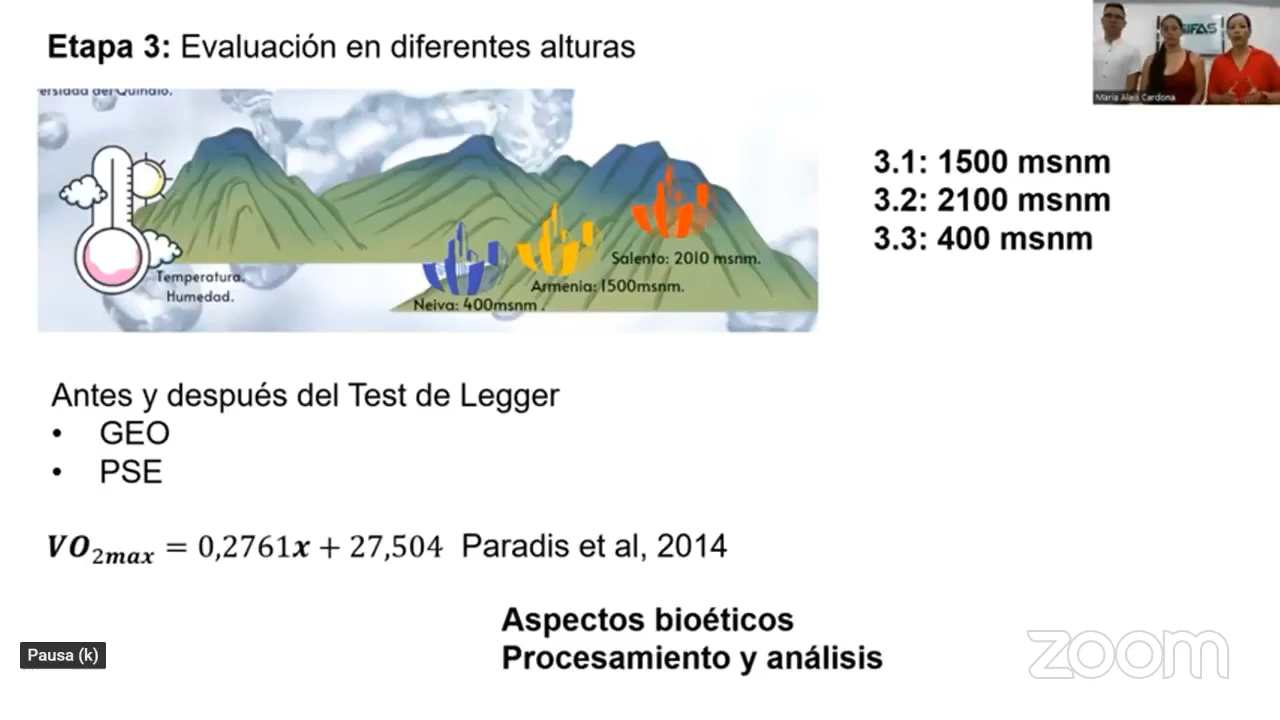 Etapa 3: Evaluación en diferentes alturas
ersidad del Quindío.
SIFAS
Maria Alejs Cardona
3.1: 1500 msnm
3.2: 2100 msnm
3.3: 400 msnm
Temperatura.
Humedad.
Salento: 2010 msnm.
Armenia: 1500msnm.
Neiva: 400msnm .
Antes y después del Test de Legger
• GEO
• PSE
VO₂max = 0,2761x + 27,504 Paradis et al, 2014
Aspectos bioéticos
Procesamiento y análisis
Pausa (k)
zoom